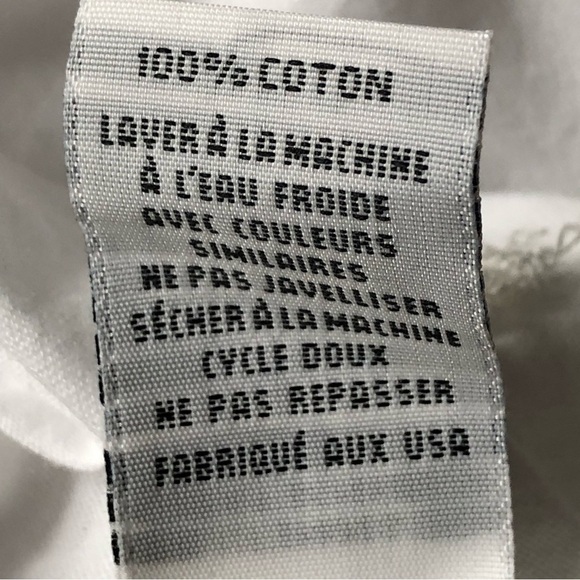 100% COTON
LAVER À LA MACHINE
À L'EAU FROIDE
AVEC COULEURS
SIMILAIRES
NE PAS JAVELLISER
SÉCHER À LA MACHINE
CYCLE DOUX
NE PAS REPASSER
FABRIQUÉ AUX USA